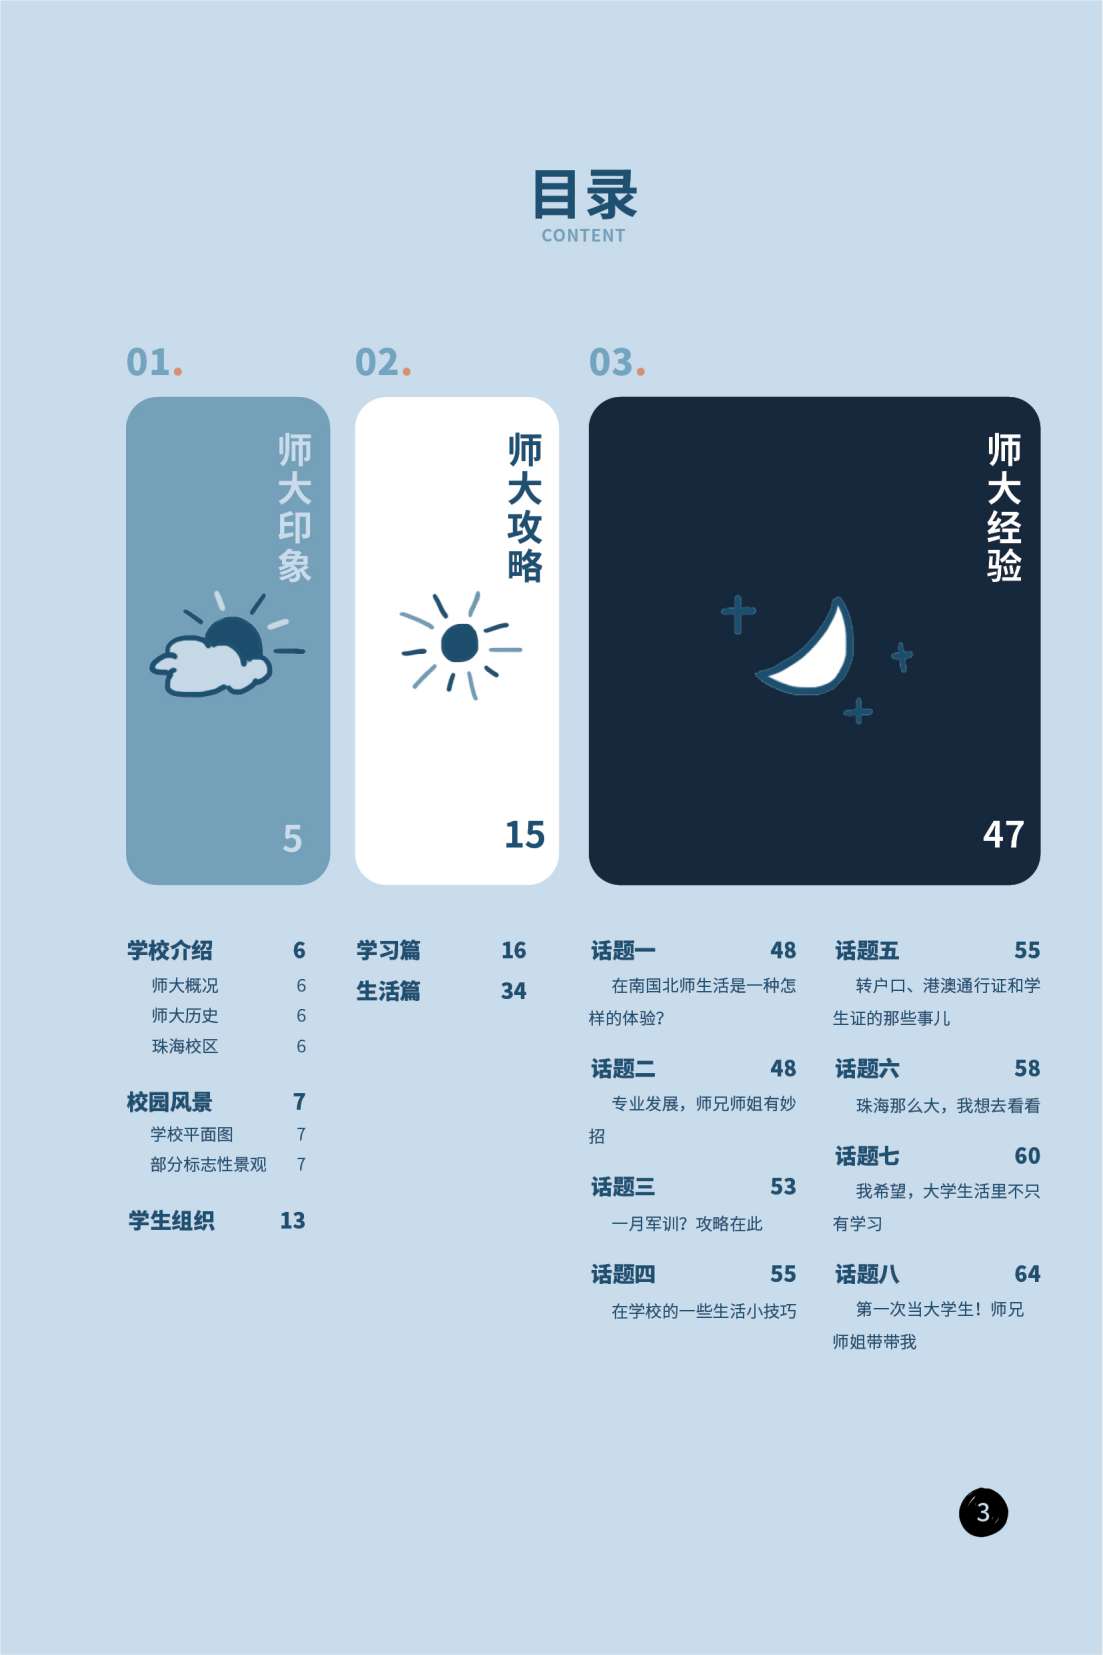 目录
CONTENT
01.
师大印象
5
02.
师大攻略
15
03.
师大经验
47
学校介绍 6
师大概况 6
师大历史 6
珠海校区 6
校园风景 7
学校平面图 7
部分标志性景观 7
学生组织 13
学习篇 16
生活篇 34
话题一 48
在南国北师生活是一种怎
样的体验?
话题二 48
专业发展，师兄师姐有妙
招
话题三 53
一月军训？攻略在此
话题四 55
在学校的一些生活小技巧
话题五 55
转户口、港澳通行证和学
生证的那些事儿
话题六 58
珠海那么大，我想去看看
话题七 60
我希望，大学生活里不只
有学习
话题八 64
第一次当大学生！师兄
师姐带带我
3